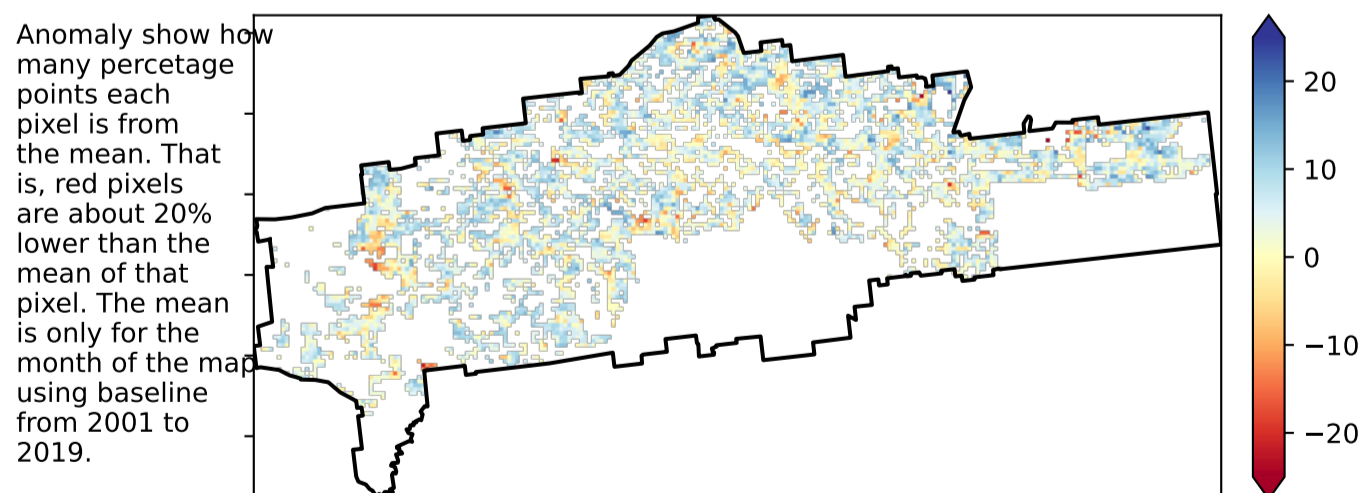 Anomaly show how
many percetage
points each
pixel is from
the mean. That
is, red pixels
are about 20%
lower than the
mean of that
pixel. The mean
is only for the
month of the map
using baseline
from 2001 to
2019.
20
10
0
−10
−20